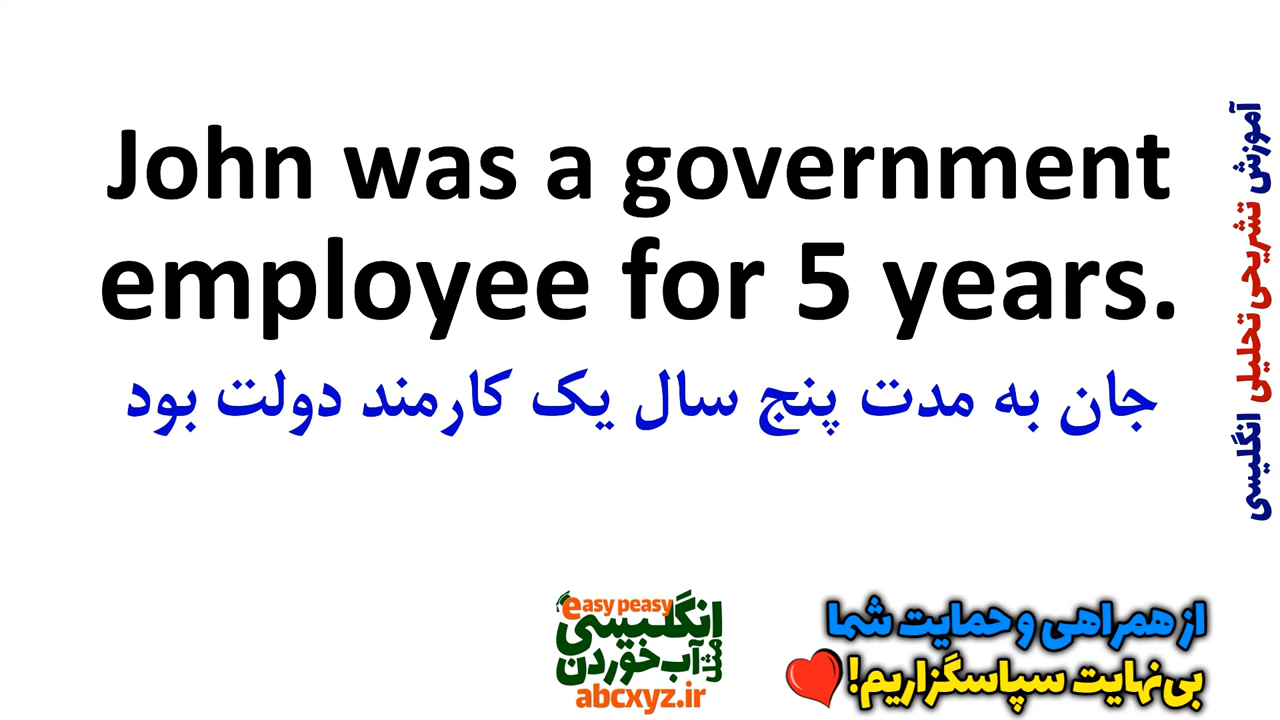 John was a government
employee for 5 years.
جان به مدت پنج سال یک کارمند دولت بود
آموزش تشریحی تحلیلی انگلیسی
easy peasy
انگلیسی
مثل آب خوردن
abcxyz.ir
از همراهی و حمایت شما
بی‌نهایت سپاسگزاریم!